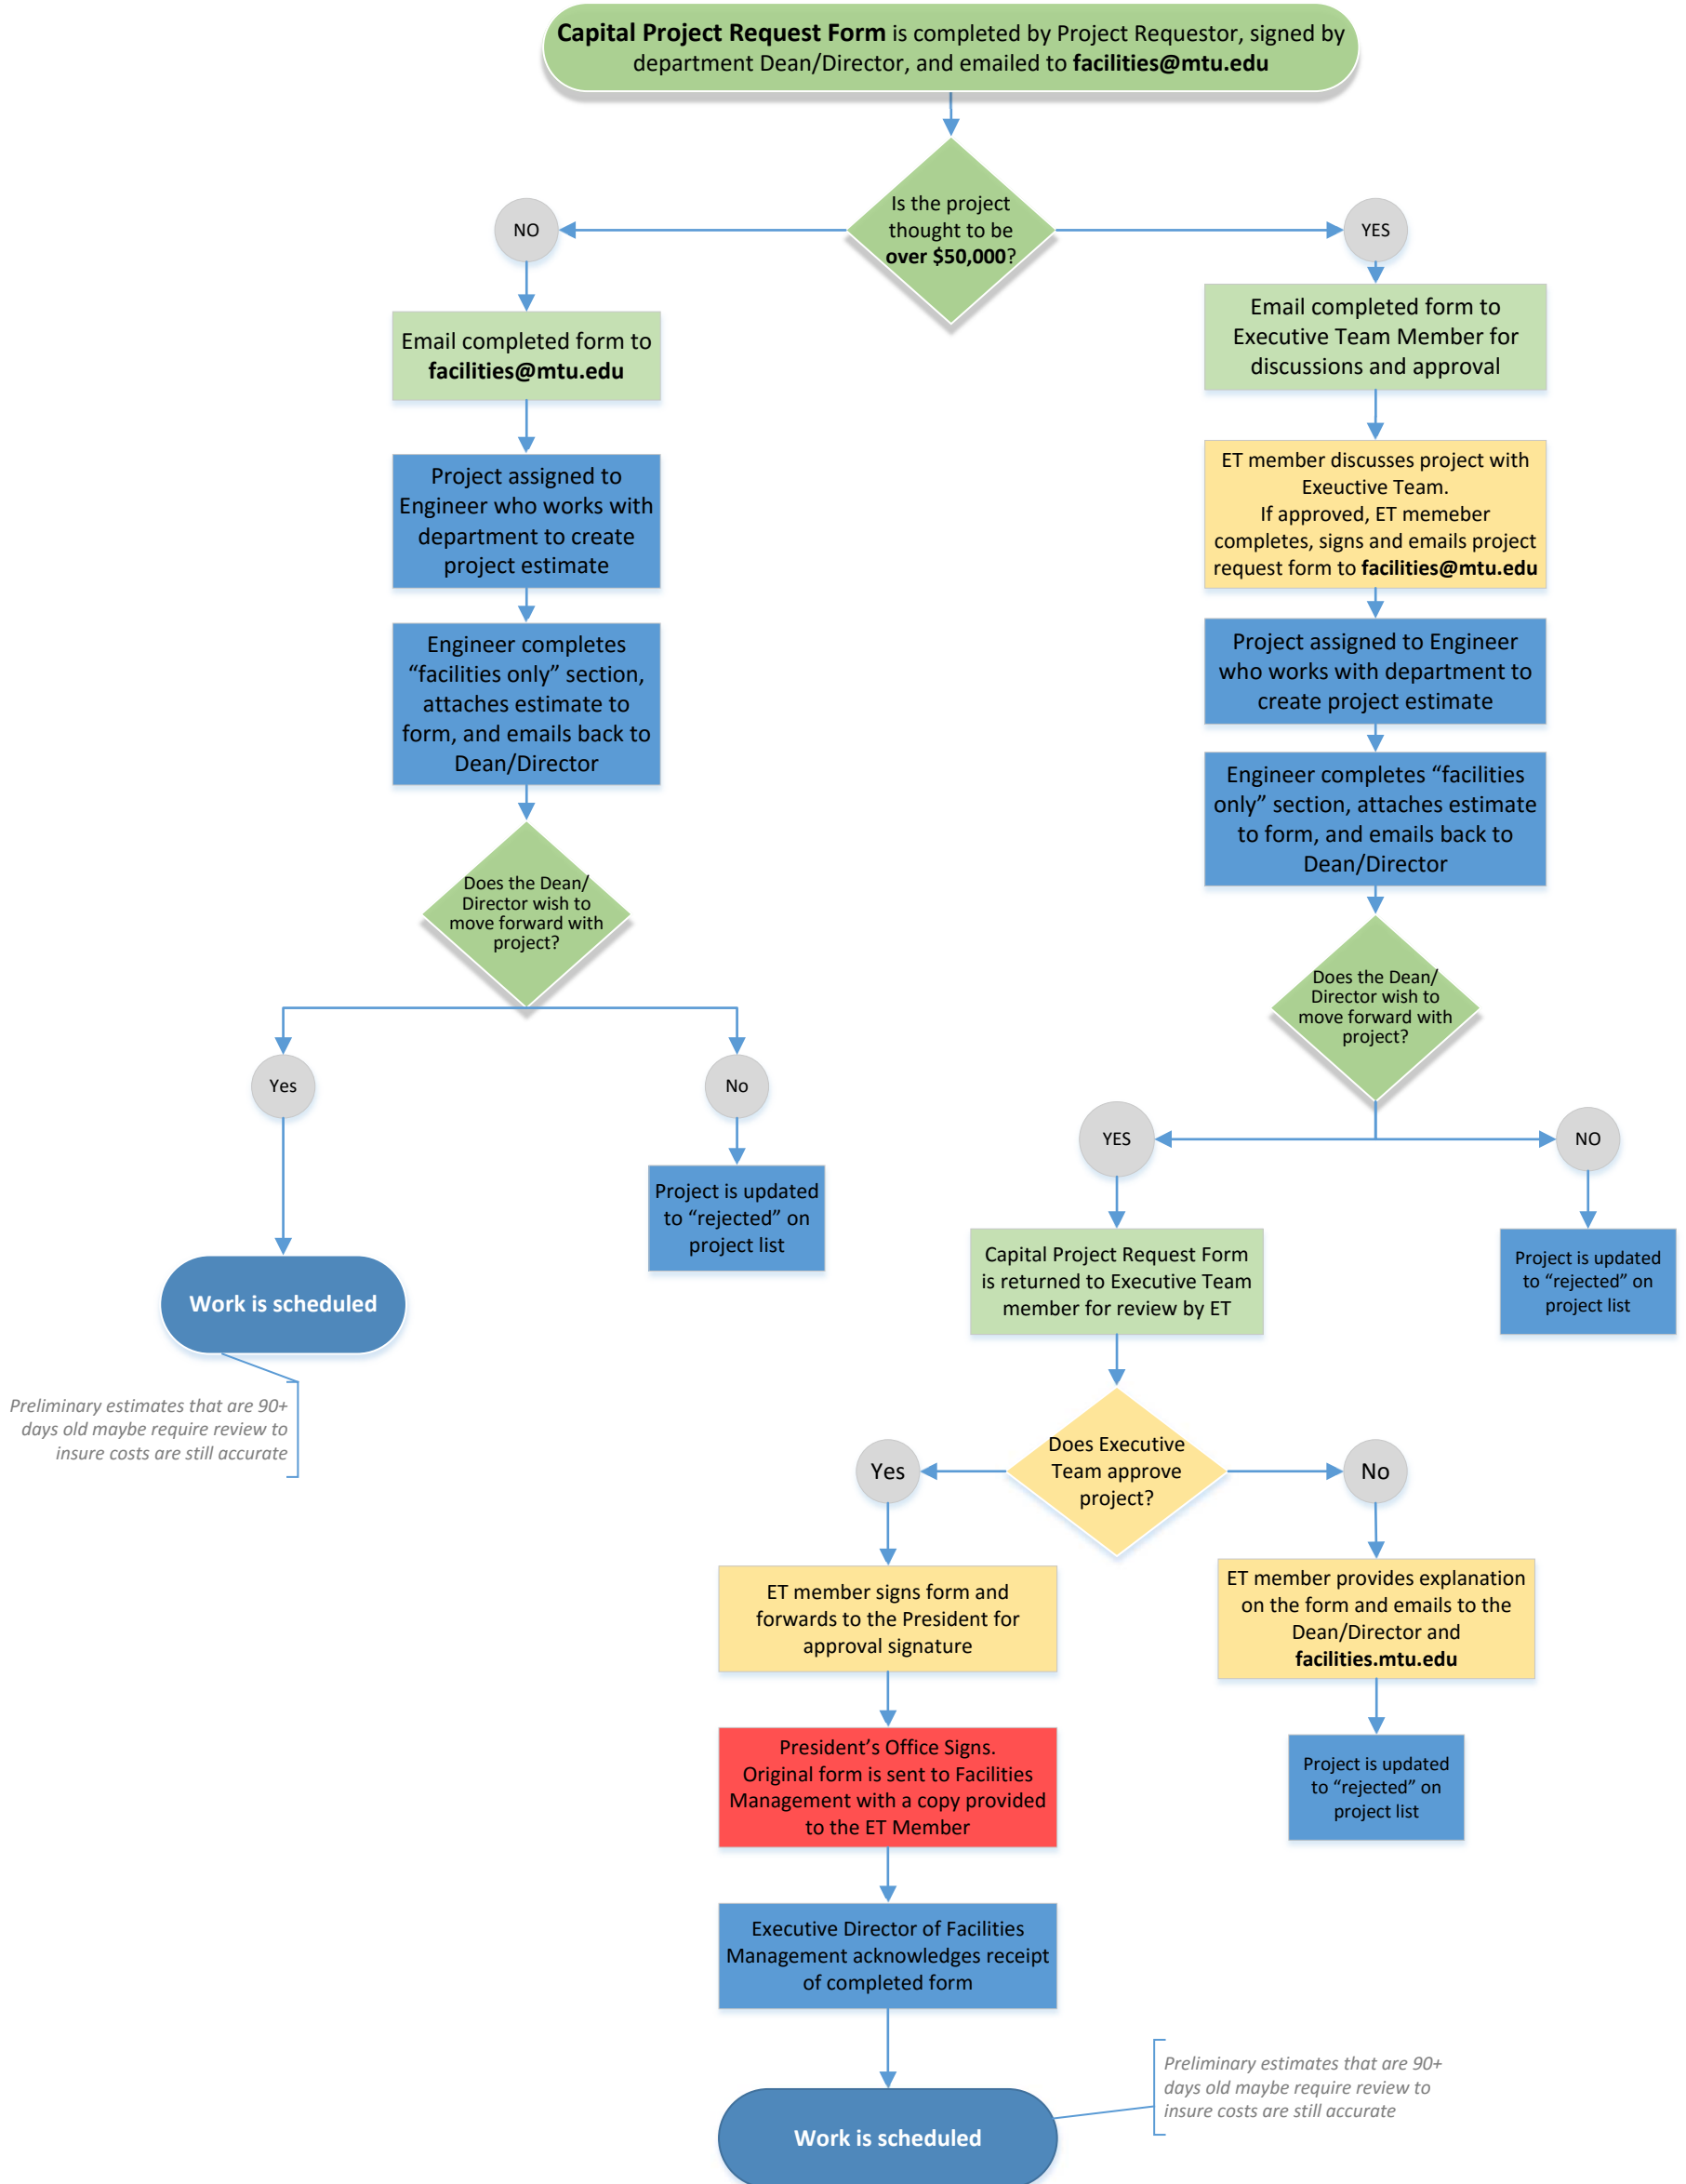 Capital Project Request Form is completed by Project Requestor, signed by
department Dean/Director, and emailed to facilities@mtu.edu
Is the project
thought to be
over $50,000?
NO
YES
Email completed form to
facilities@mtu.edu
Project assigned to
Engineer who works with
department to create
project estimate
Engineer completes
“facilities only” section,
attaches estimate to
form, and emails back to
Dean/Director
Does the Dean/
Director wish to
move forward with
project?
Yes
No
Project is updated
to “rejected” on
project list
Work is scheduled
Preliminary estimates that are 90+
days old maybe require review to
insure costs are still accurate
Email completed form to
Executive Team Member for
discussions and approval
ET member discusses project with
Exeuctive Team.
If approved, ET memeber
completes, signs and emails project
request form to facilities@mtu.edu
Project assigned to Engineer
who works with department to
create project estimate
Engineer completes “facilities
only” section, attaches estimate
to form, and emails back to
Dean/Director
Does the Dean/
Director wish to
move forward with
project?
YES
NO
Capital Project Request Form
is returned to Executive Team
member for review by ET
Project is updated
to “rejected” on
project list
Does Executive
Team approve
project?
Yes
No
ET member signs form and
forwards to the President for
approval signature
ET member provides explanation
on the form and emails to the
Dean/Director and
facilities.mtu.edu
President’s Office Signs.
Original form is sent to Facilities
Management with a copy provided
to the ET Member
Project is updated
to “rejected” on
project list
Executive Director of Facilities
Management acknowledges receipt
of completed form
Work is scheduled
Preliminary estimates that are 90+
days old maybe require review to
insure costs are still accurate